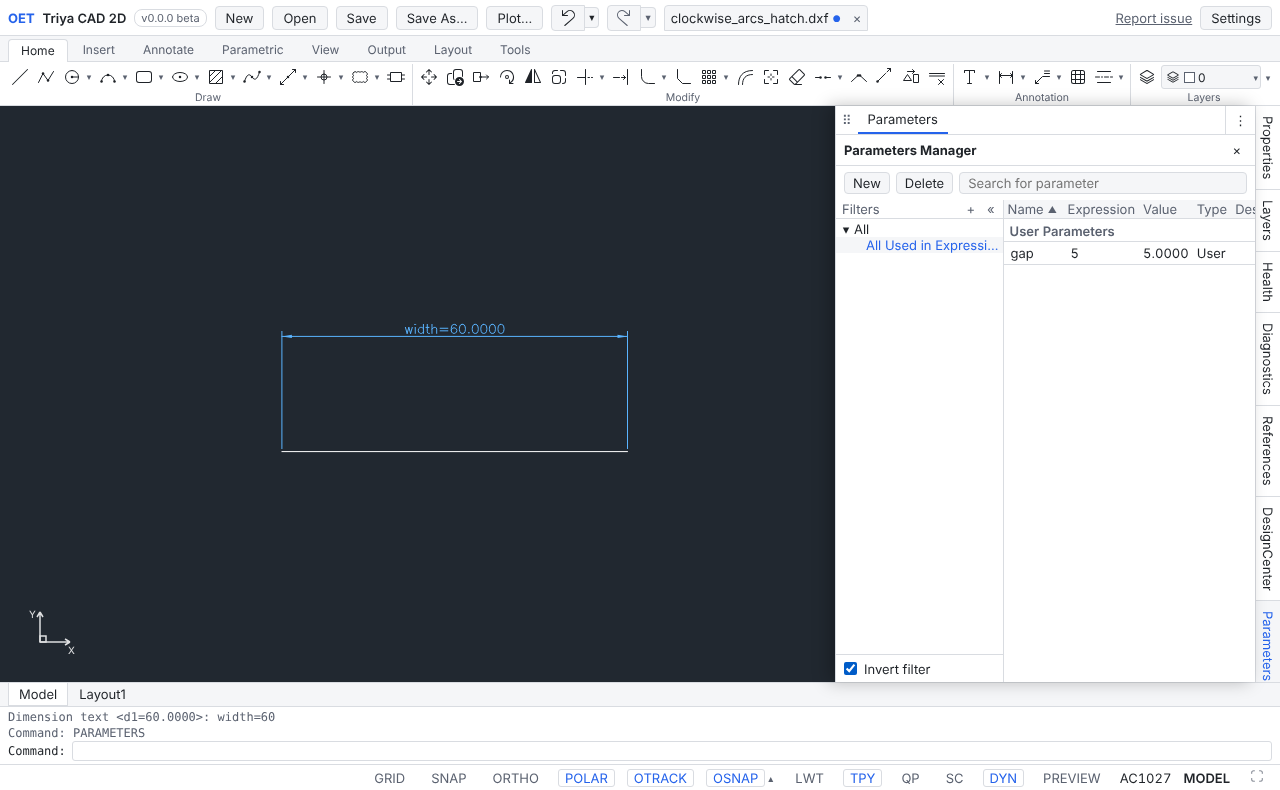 OET Triya CAD 2D v0.0.0 beta New Open Save Save As... Plot... clockwise_arcs_hatch.dxf × Report issue Settings
Home Insert Annotate Parametric View Output Layout Tools
0
Draw Modify Annotation Layers
Parameters
Parameters Manager ×
New Delete Search for parameter
Filters + « Name ▲ Expression Value Type Des
▼ All
User Parameters
All Used in Expressi...
gap 5 5.0000 User
width=60.0000
Y
X
Invert filter
Properties
Layers
Health
Diagnostics
References
DesignCenter
Parameters
Model Layout1
Dimension text <d1=60.0000>: width=60
Command: PARAMETERS
Command:
GRID SNAP ORTHO POLAR OTRACK OSNAP ▲ LWT TPY QP SC DYN PREVIEW AC1027 MODEL